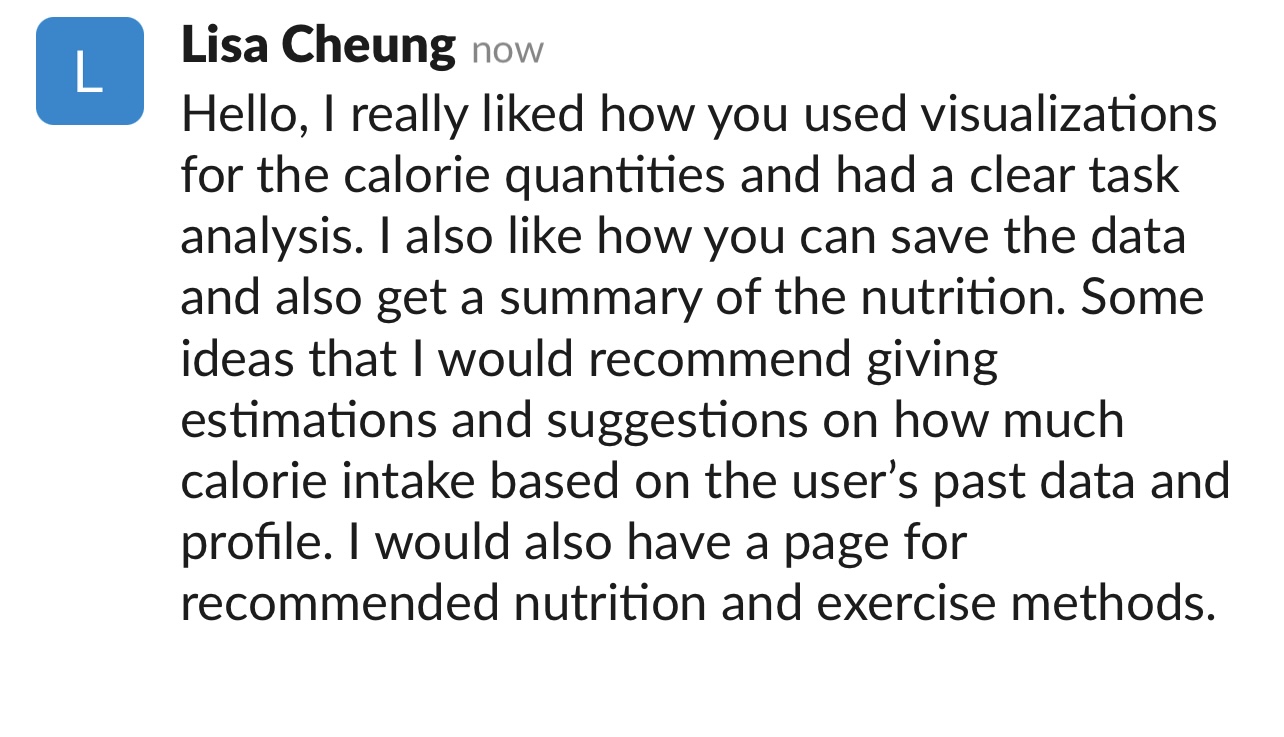 L
Lisa Cheung now
Hello, I really liked how you used visualizations
for the calorie quantities and had a clear task
analysis. I also like how you can save the data
and also get a summary of the nutrition. Some
ideas that I would recommend giving
estimations and suggestions on how much
calorie intake based on the user’s past data and
profile. I would also have a page for
recommended nutrition and exercise methods.